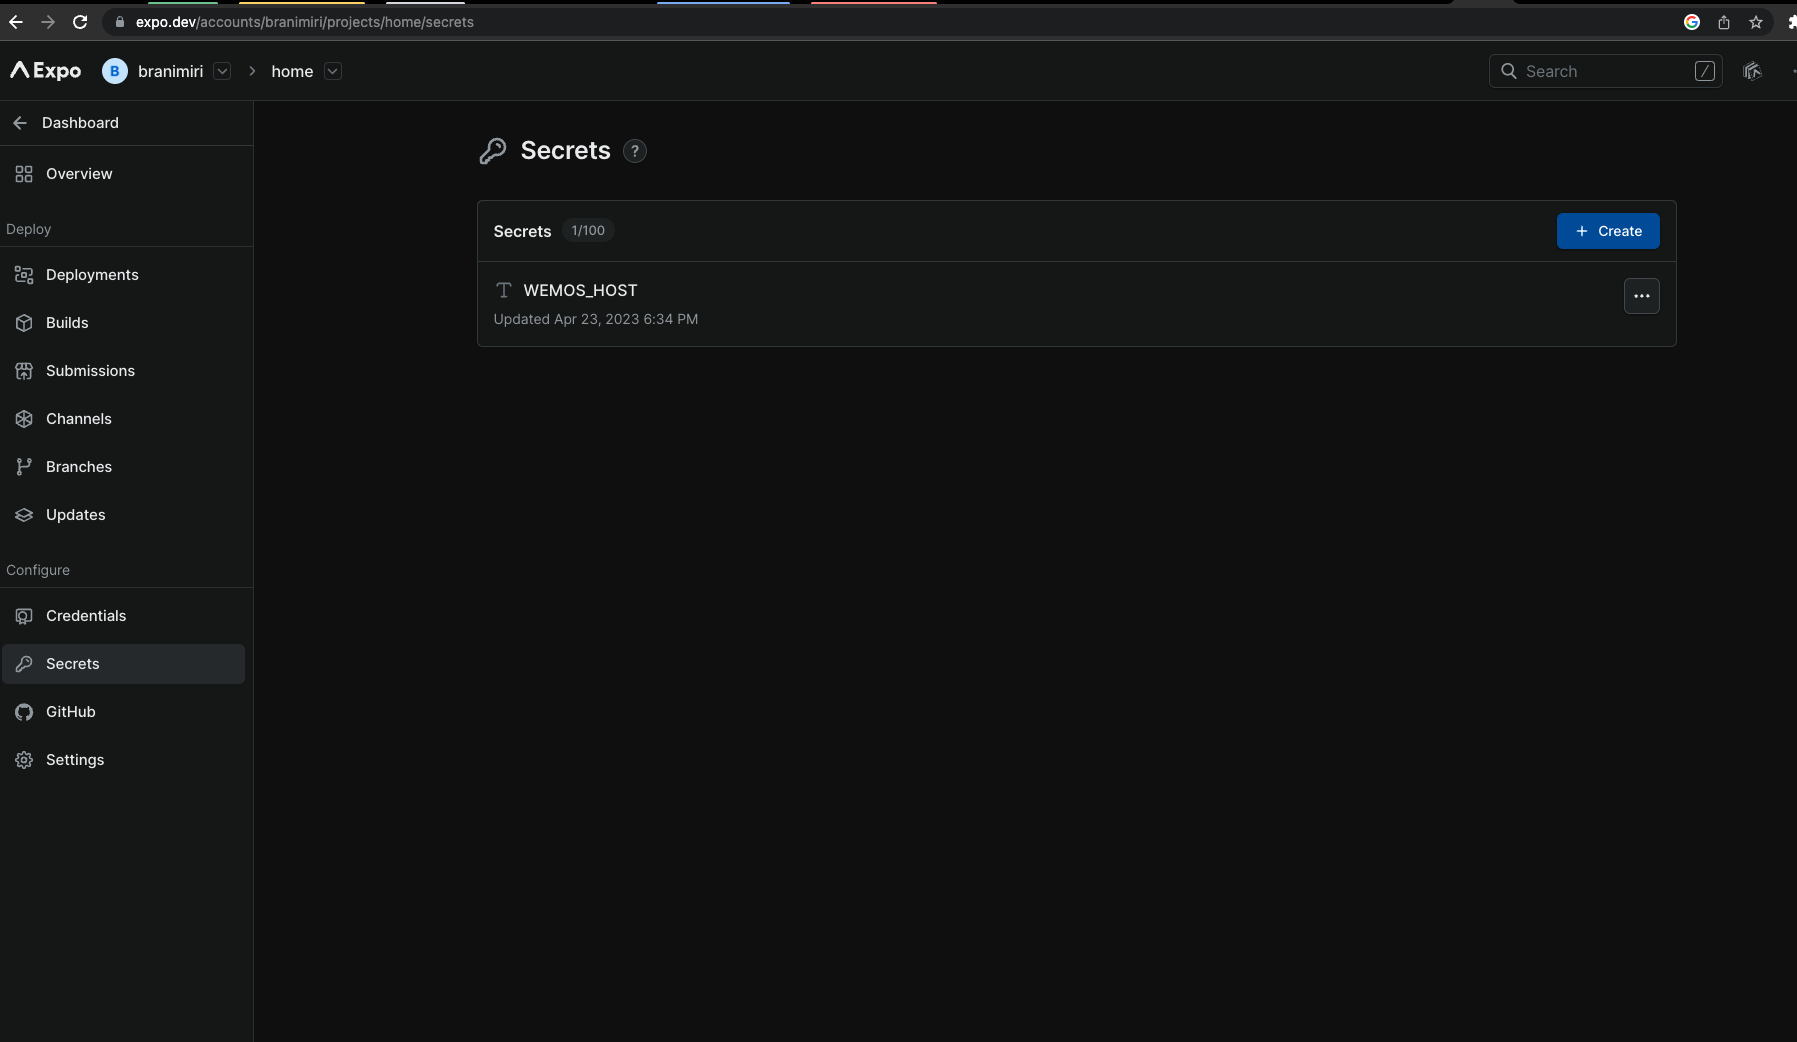 expo.dev/accounts/branimiri/projects/home/secrets
Expo
B branimiri > home
Search /
Dashboard
Overview
Deploy
Deployments
Builds
Submissions
Channels
Branches
Updates
Configure
Credentials
Secrets
GitHub
Settings
Secrets ?
Secrets 1/100
+ Create
WEMOS_HOST
Updated Apr 23, 2023 6:34 PM